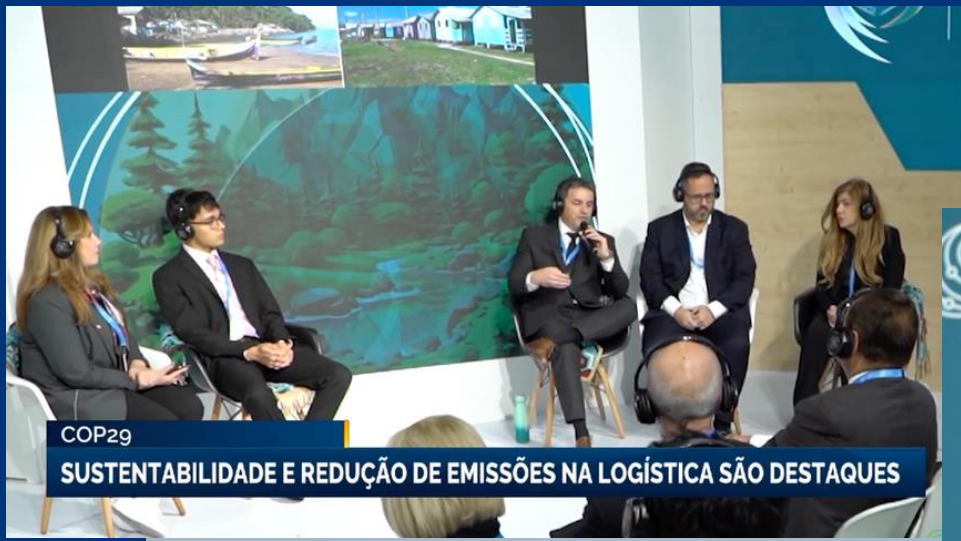 COP29
SUSTENTABILIDADE E REDUÇÃO DE EMISSÕES NA LOGÍSTICA SÃO DESTAQUES